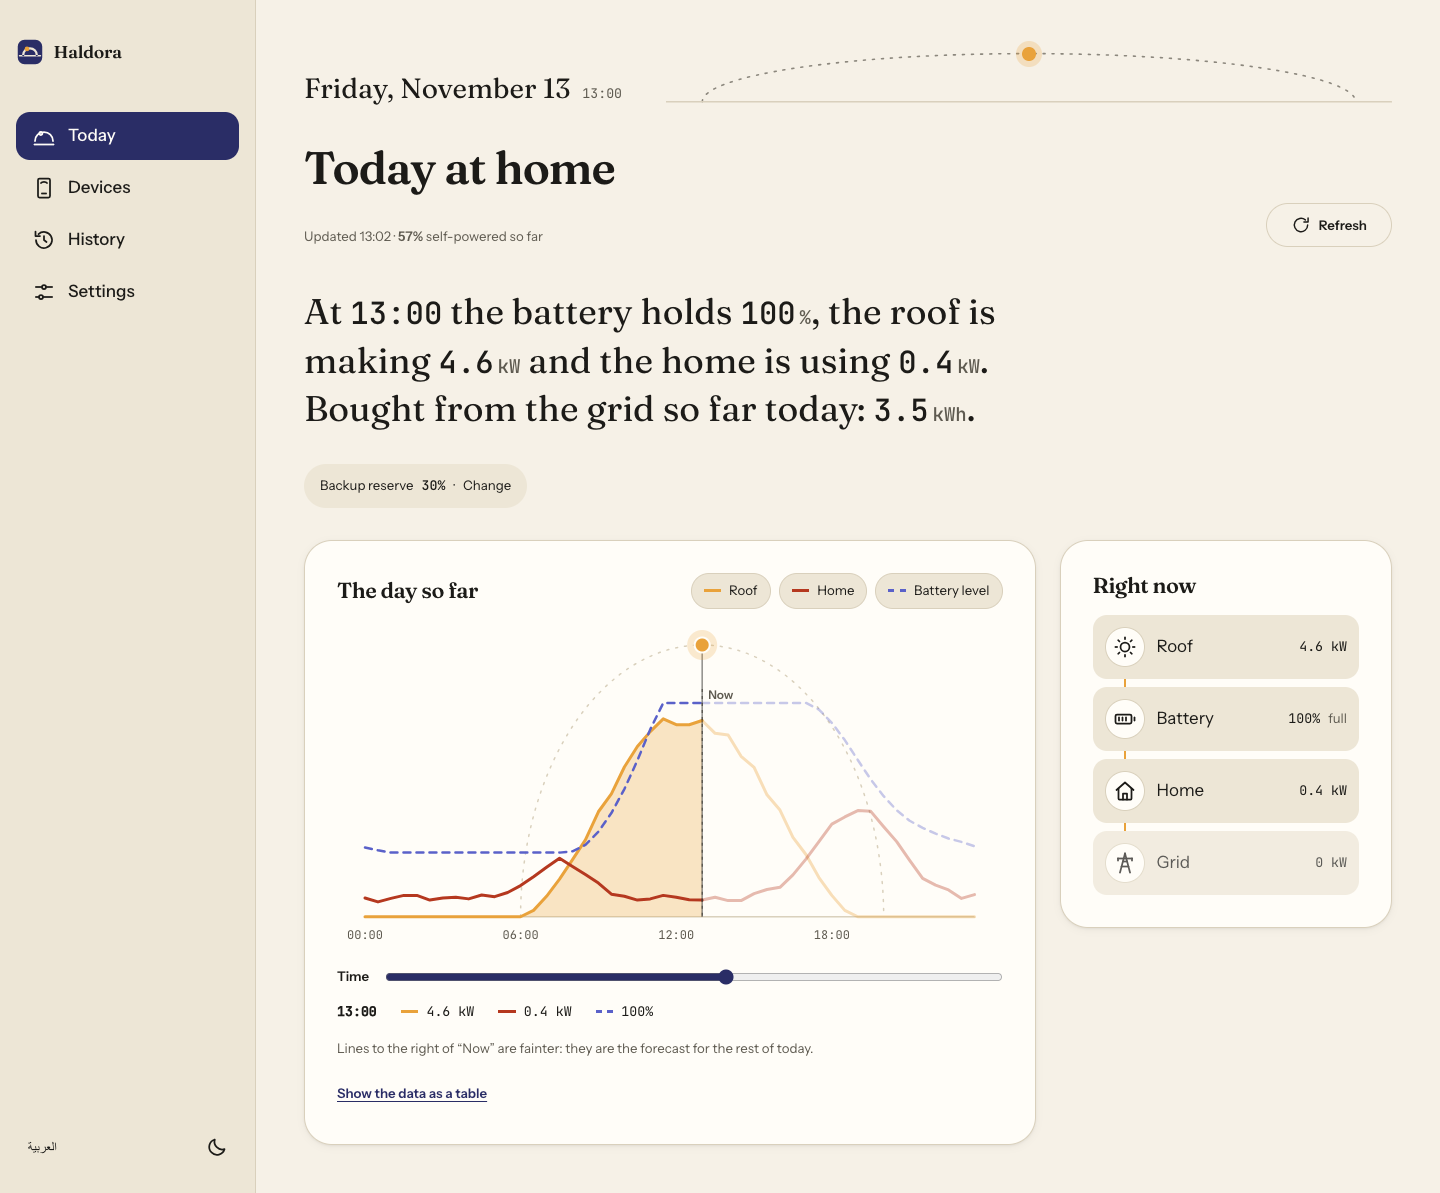 Haldora
Today
Devices
History
Settings
العربية
Friday, November 13 13:00
Today at home
Updated 13:02 · 57% self-powered so far
Refresh
At 13:00 the battery holds 100 %, the roof is
making 4.6 kW and the home is using 0.4 kW.
Bought from the grid so far today: 3.5 kWh.
Backup reserve 30% · Change
The day so far
Roof
Home
Battery level
Now
00:00 06:00 12:00 18:00
Time
13:00 4.6 kW 0.4 kW 100%
Lines to the right of “Now” are fainter: they are the forecast for the rest of today.
Show the data as a table
Right now
Roof 4.6 kW
Battery 100% full
Home 0.4 kW
Grid 0 kW